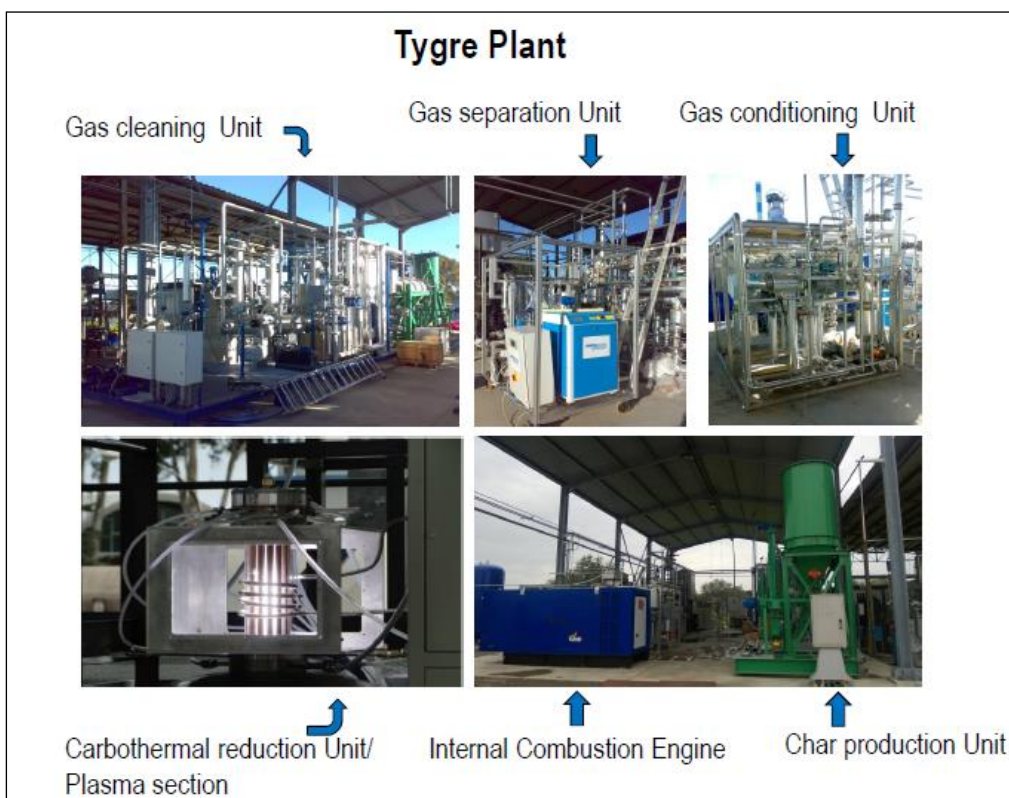 Tygre Plant
Gas cleaning Unit
Gas separation Unit
Gas conditioning Unit
Carbothermal reduction Unit/
Plasma section
Internal Combustion Engine
Char production Unit